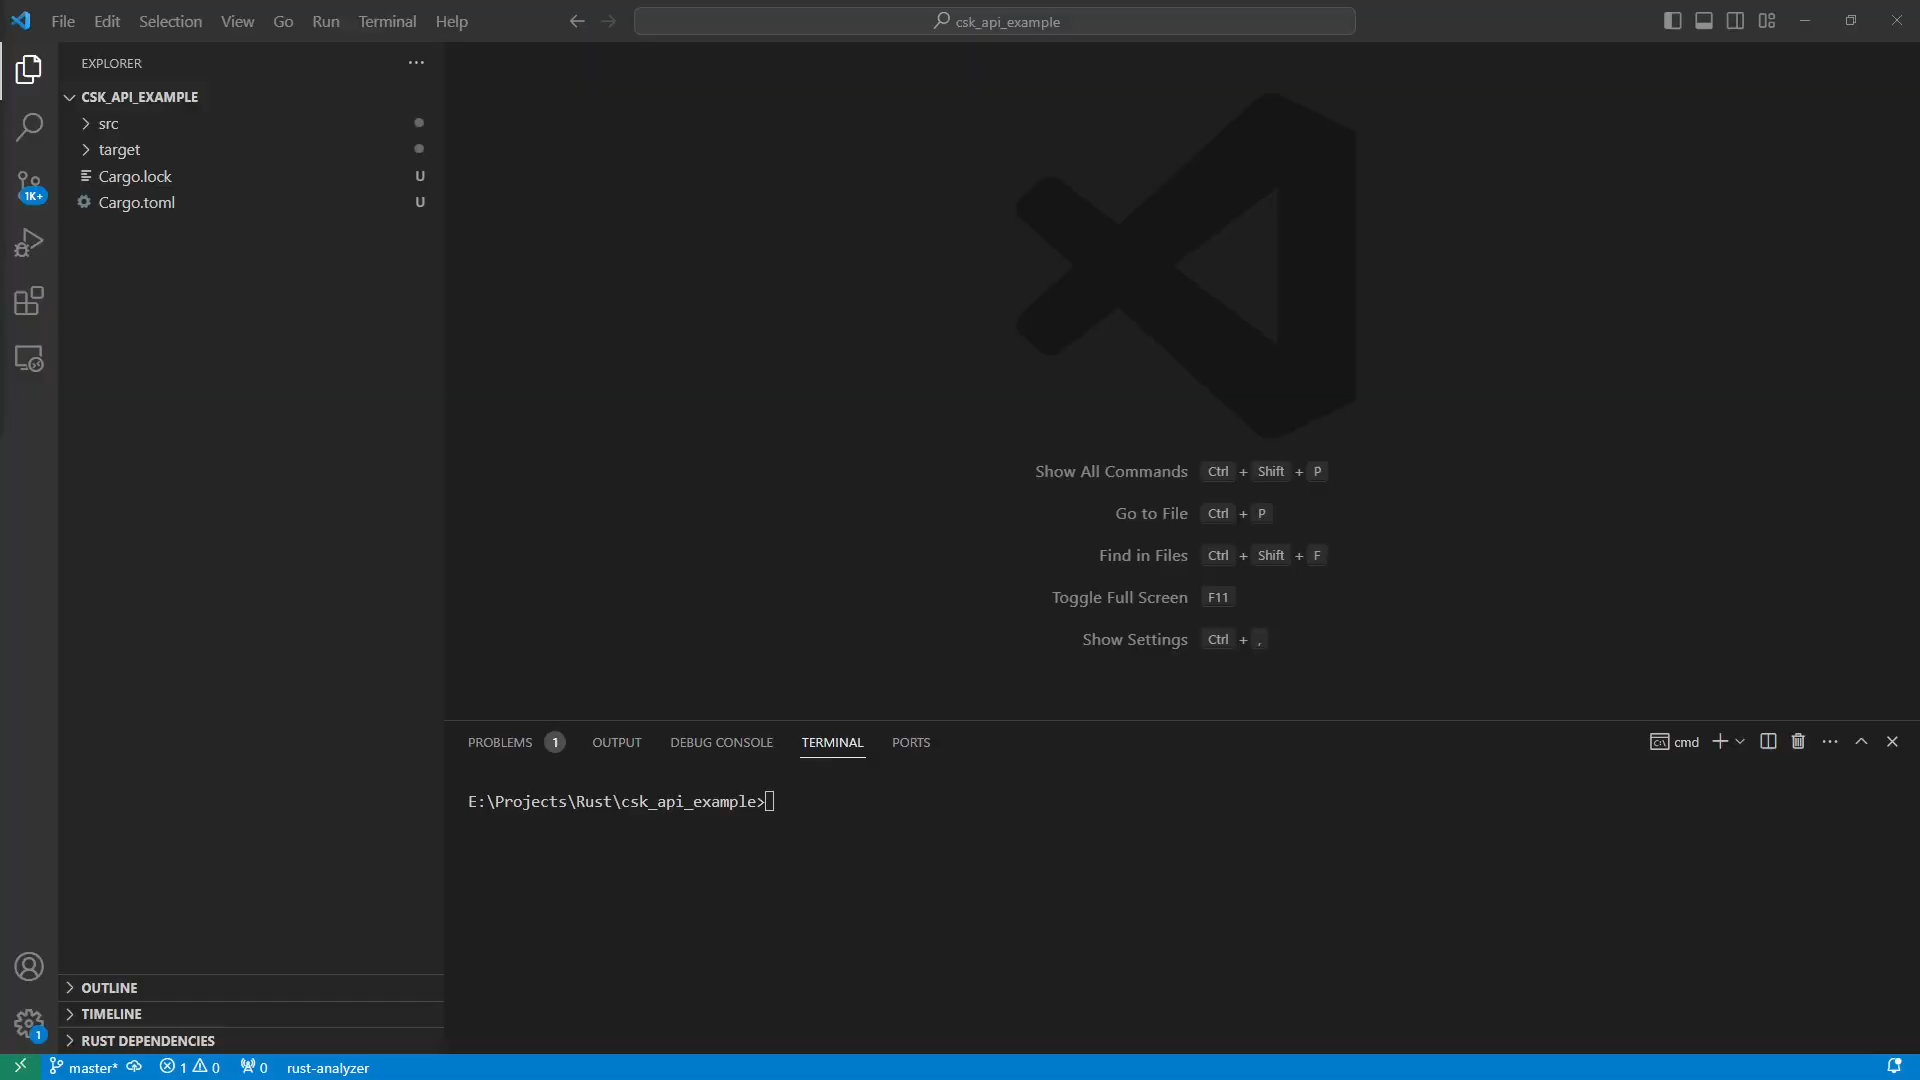 File Edit Selection View Go Run Terminal Help
csk_api_example
EXPLORER
CSK_API_EXAMPLE
src
target
Cargo.lock U
Cargo.toml U
1K+
Show All Commands Ctrl + Shift + P
Go to File Ctrl + P
Find in Files Ctrl + Shift + F
Toggle Full Screen F11
Show Settings Ctrl + ,
PROBLEMS 1 OUTPUT DEBUG CONSOLE TERMINAL PORTS
cmd
E:\Projects\Rust\csk_api_example>
OUTLINE
TIMELINE
RUST DEPENDENCIES
1
master* 1 0 0 rust-analyzer